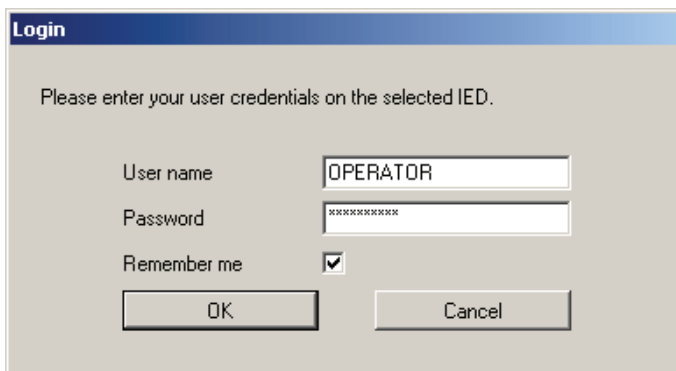 Login
Please enter your user credentials on the selected IED.
User name OPERATOR
Password **********
Remember me
OK Cancel